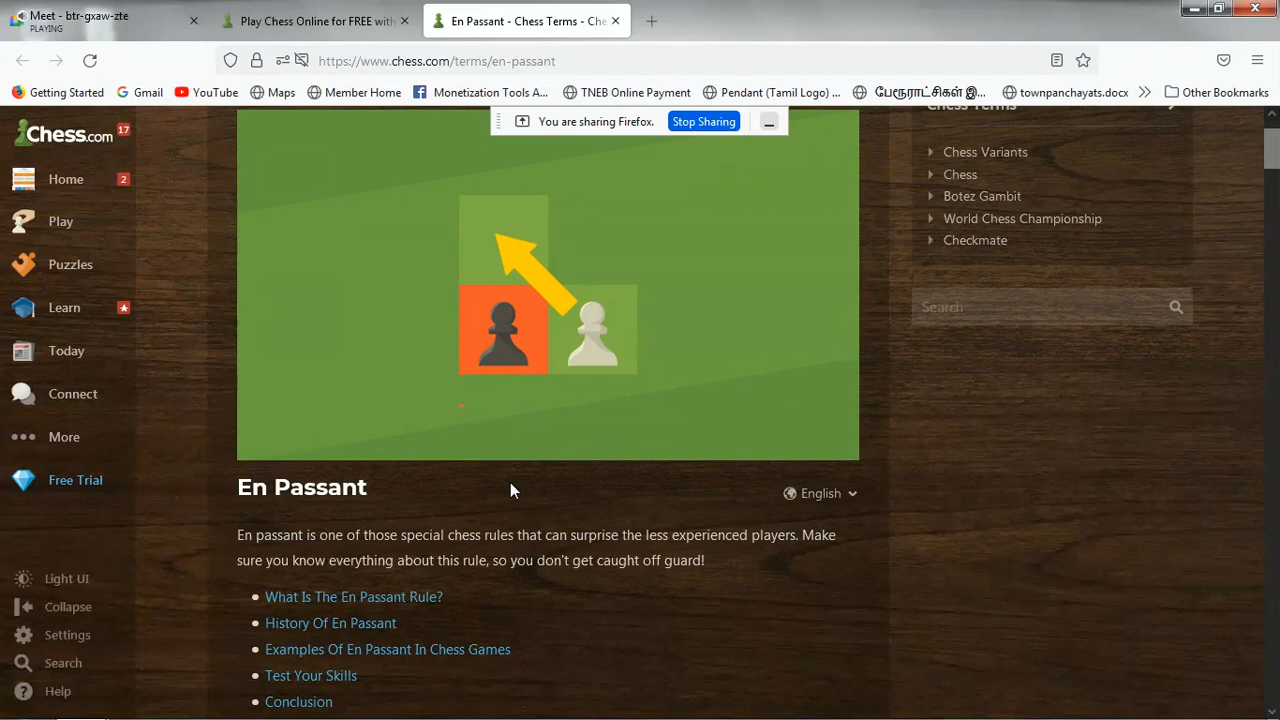 Meet - btr-gxaw-zte
PLAYING
Play Chess Online for FREE with
En Passant - Chess Terms - Che
https://www.chess.com/terms/en-passant
Getting Started
Gmail
YouTube
Maps
Member Home
Monetization Tools A...
TNEB Online Payment
Pendant (Tamil Logo) ...
பேரூராட்சிகள் இ...
townpanchayats.docx
Other Bookmarks
You are sharing Firefox.
Stop Sharing
Chess.com
17
Home
2
Play
Puzzles
Learn
Today
Connect
More
Free Trial
Light UI
Collapse
Settings
Search
Help
En Passant
English
En passant is one of those special chess rules that can surprise the less experienced players. Make
sure you know everything about this rule, so you don't get caught off guard!
What Is The En Passant Rule?
History Of En Passant
Examples Of En Passant In Chess Games
Test Your Skills
Conclusion
Chess Terms
Chess Variants
Chess
Botez Gambit
World Chess Championship
Checkmate
Search